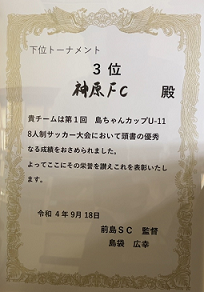 下位トーナメント
3位
神原FC 殿
貴チームは第1回 島ちゃんカップU-11
8人制サッカー大会において頭書の優秀
なる成績をおさめられました。
よってここにその栄誉を讃えこれを表彰いたし
ます。
令和4年9月18日
前島SC 監督
島袋 広幸